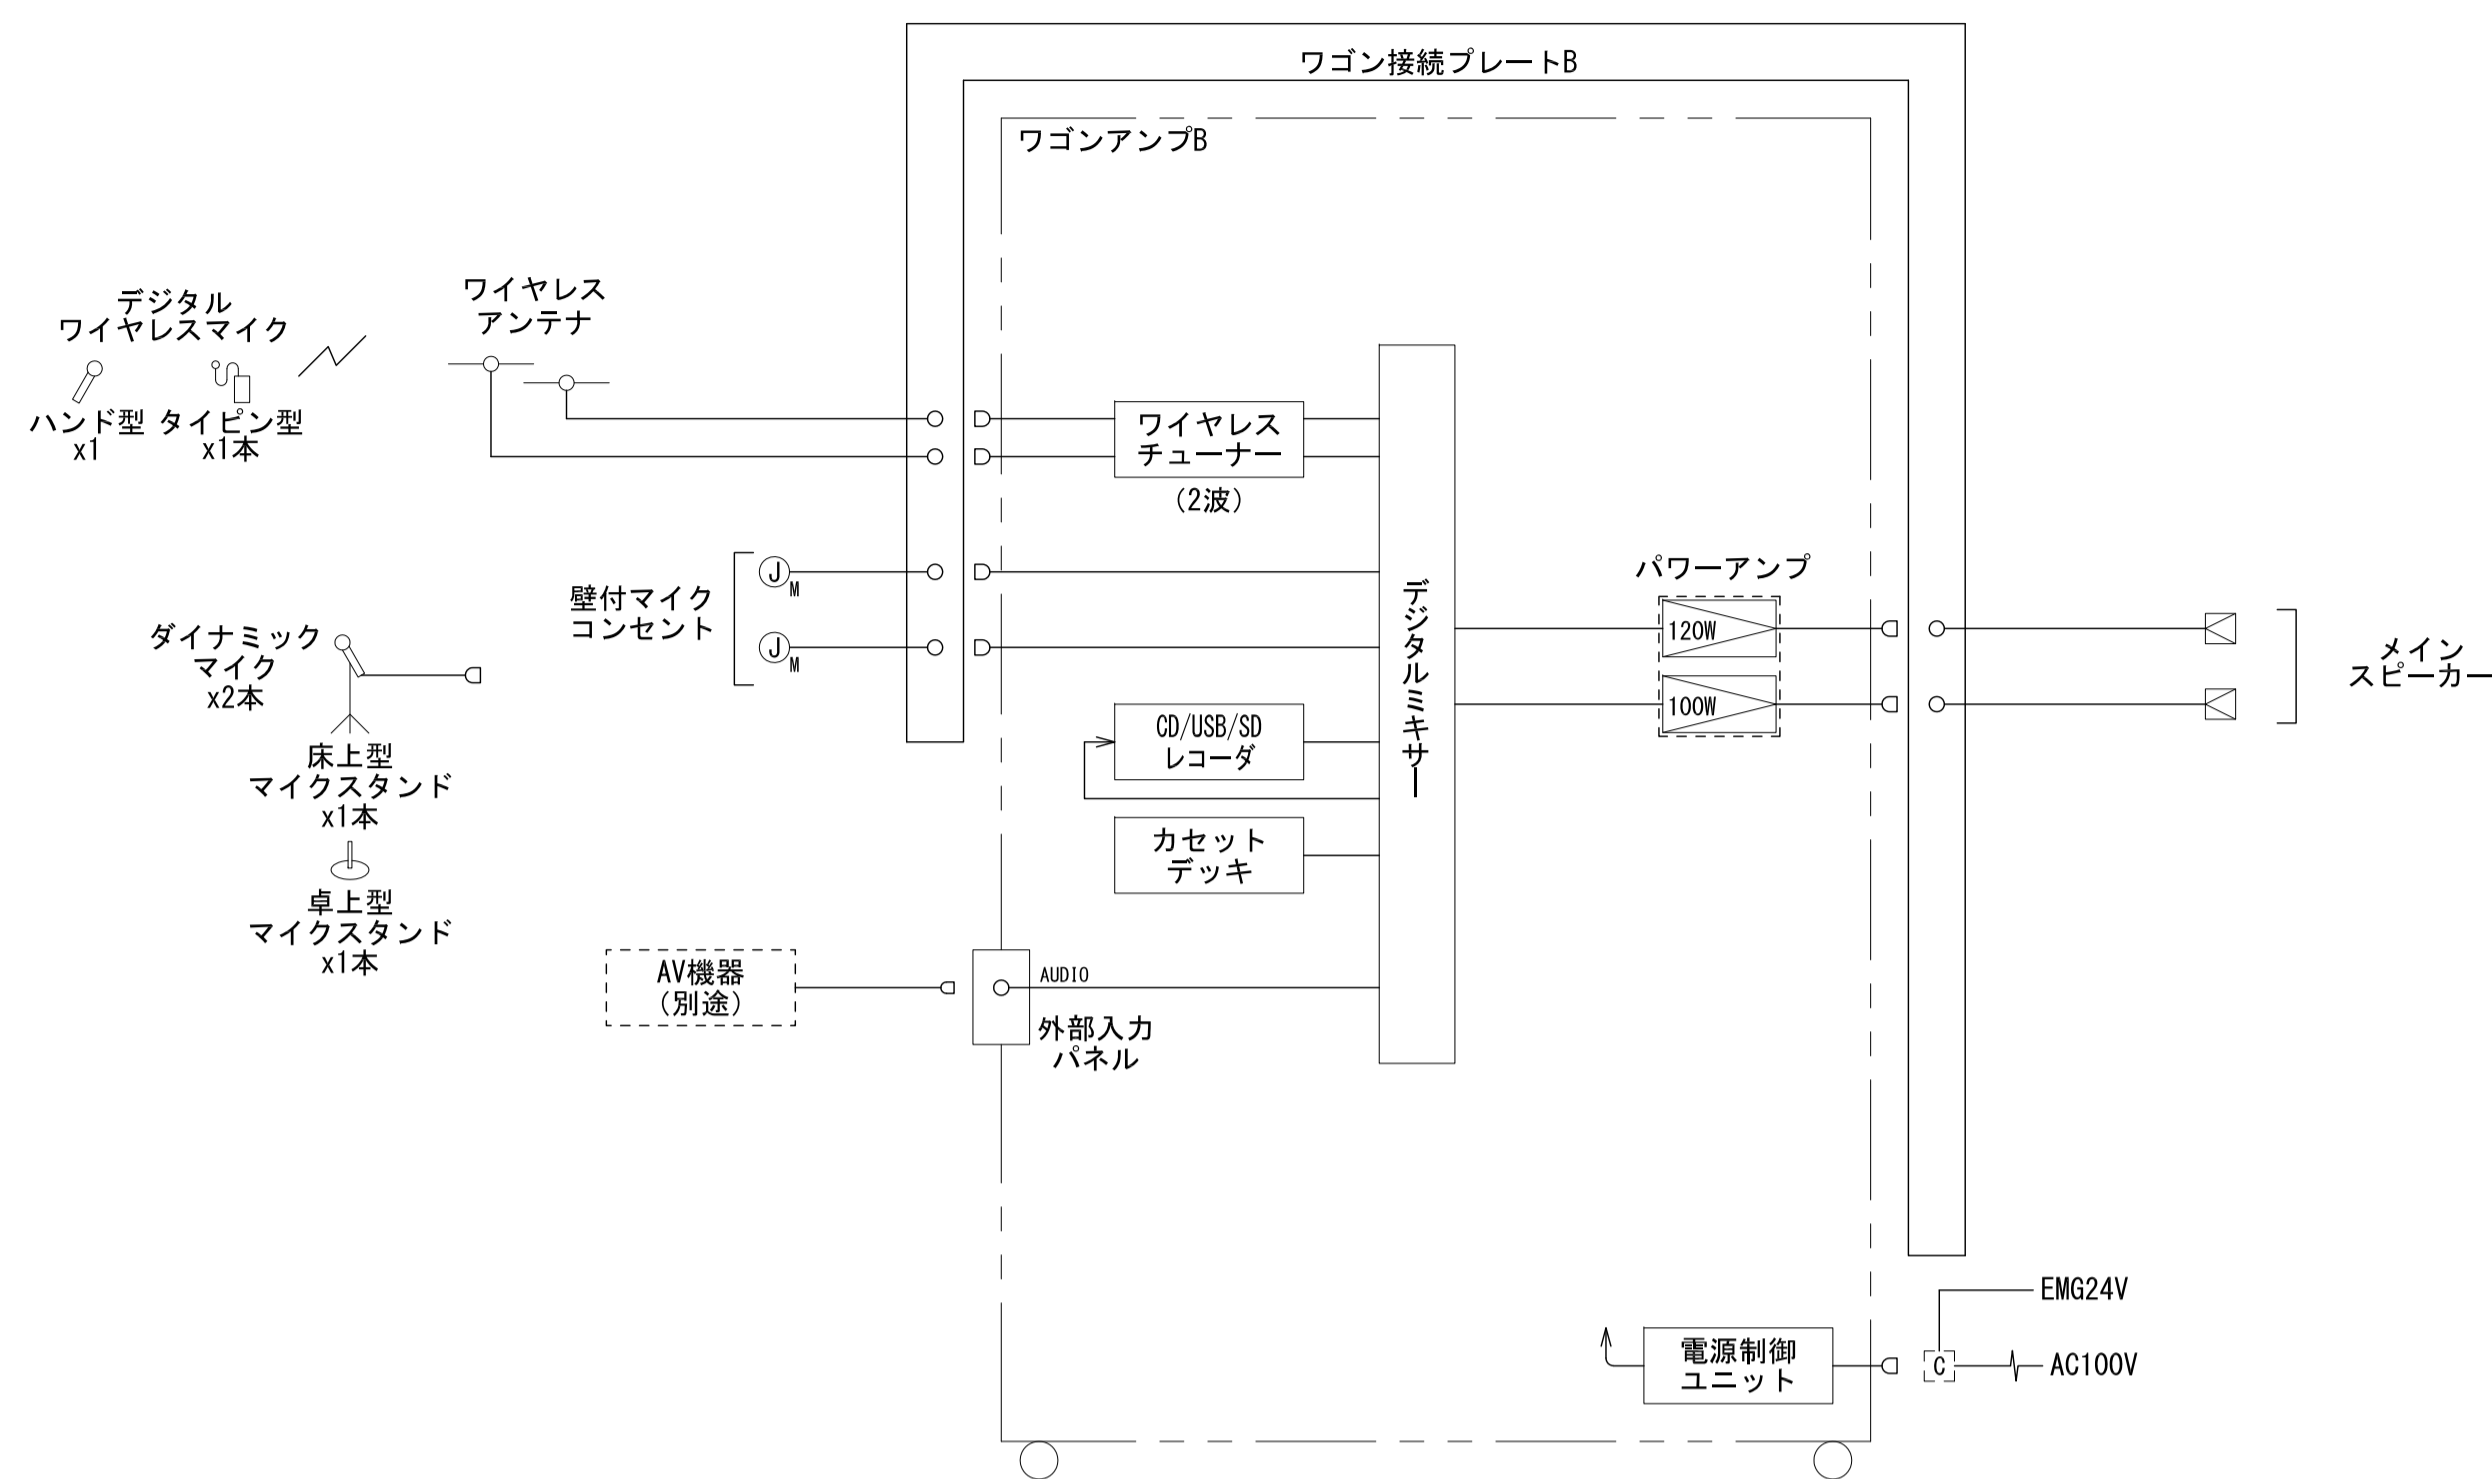 ワゴン接続プレートB
ワゴンアンプB
デジタル
ワイヤレスマイク
ハンド型
x1
タイピン型
x1本
ワイヤレス
アンテナ
ワイヤレス
チューナー
(2波)
壁付マイク
コンセント
J
M
J
M
ダイナミック
マイク
x2本
床上型
マイクスタンド
x1本
卓上型
マイクスタンド
x1本
CD/USB/SD
レコーダ
カセット
デッキ
AV機器
(別途)
AUDIO
外部入力
パネル
デジタルミキサー
パワーアンプ
120W
100W
メイン
スピーカー
電源制御
ユニット
C
EMG24V
AC100V